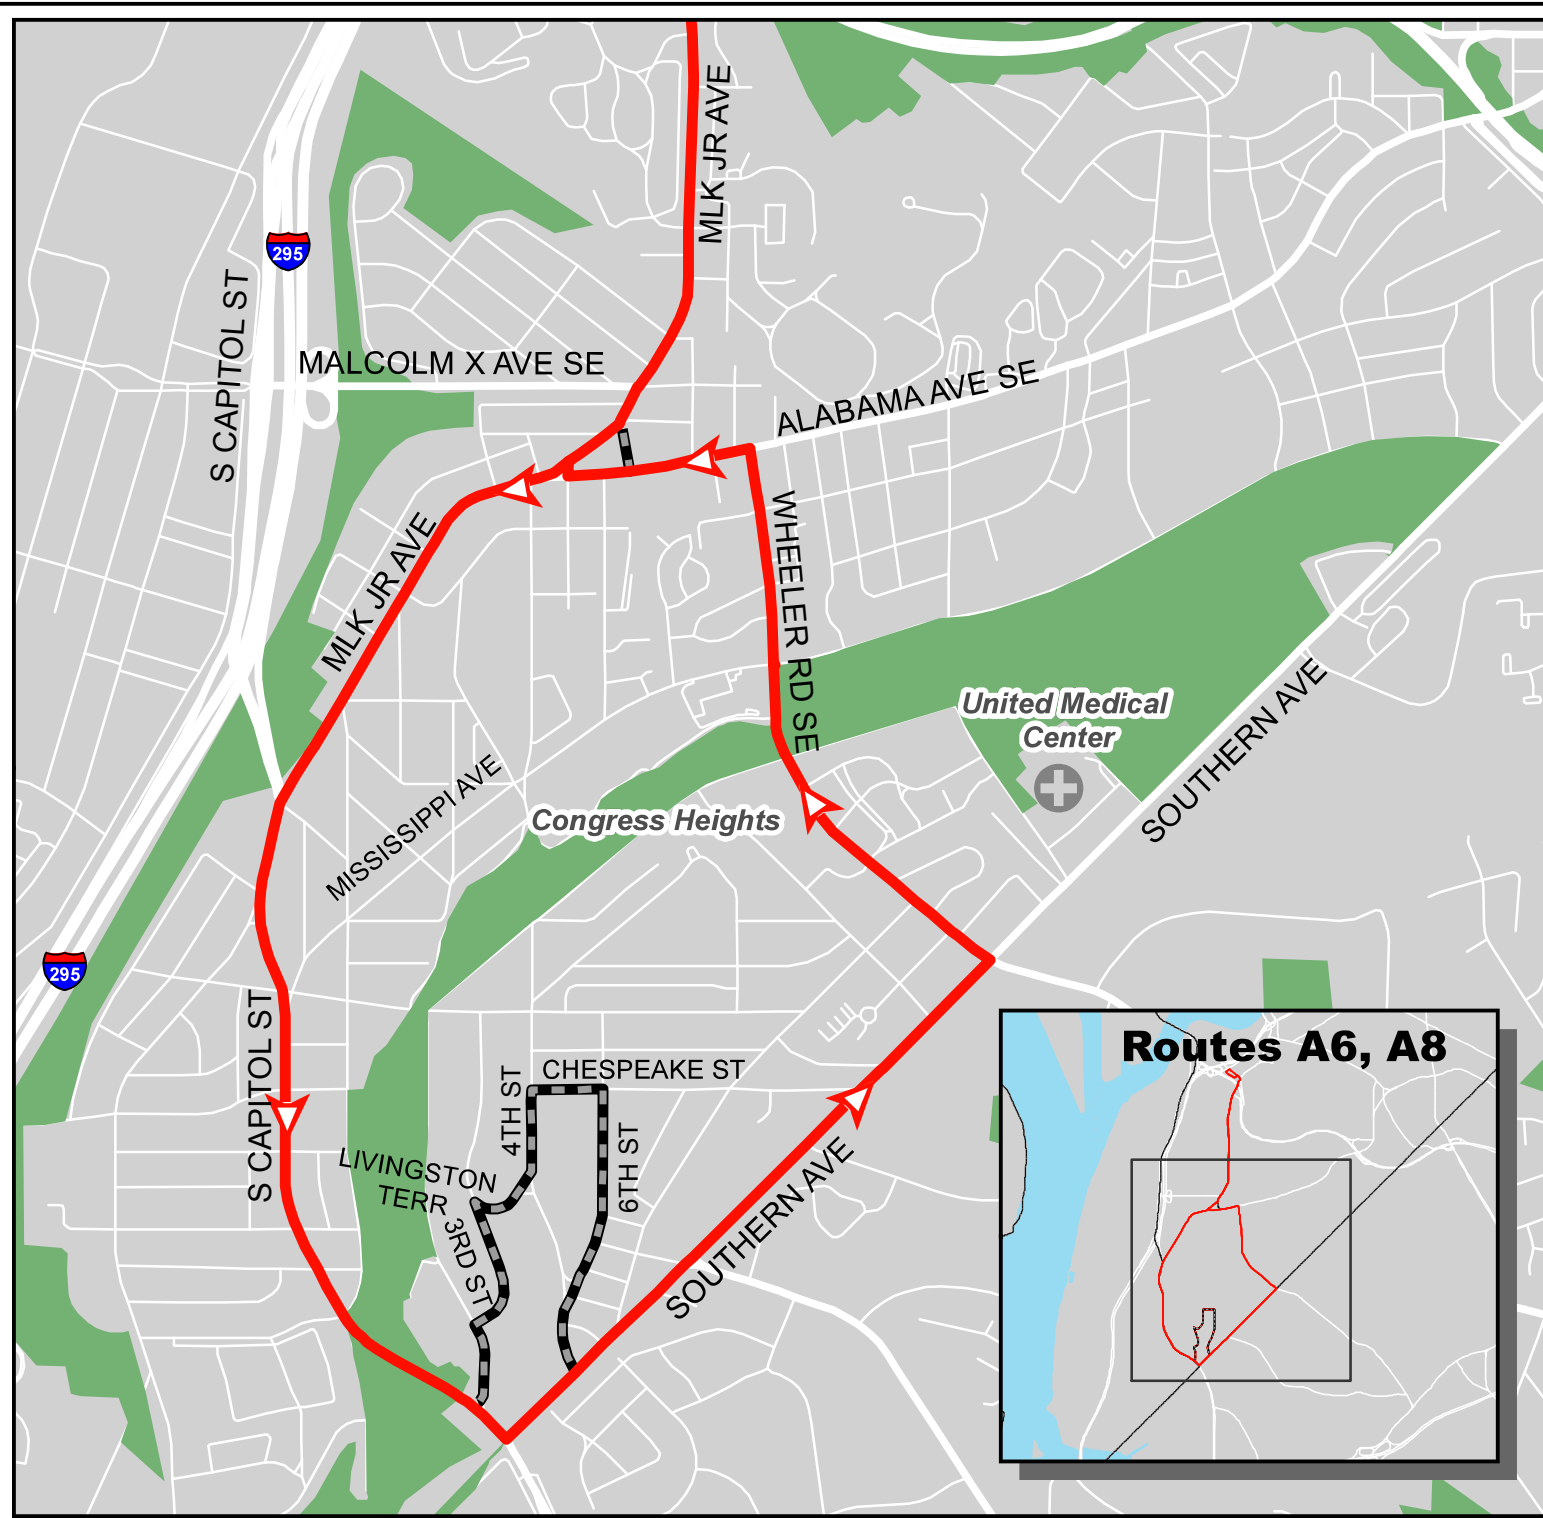 MLK JR AVE
295
S CAPITOL ST
MALCOLM X AVE SE
ALABAMA AVE SE
MLK JR AVE
WHEELER RD SE
United Medical
Center
SOUTHERN AVE
MISSISSIPPI AVE
Congress Heights
295
S CAPITOL ST
CHESPEAKE ST
4TH ST
6TH ST
LIVINGSTON
TERR
3RD ST
SOUTHERN AVE
Routes A6, A8